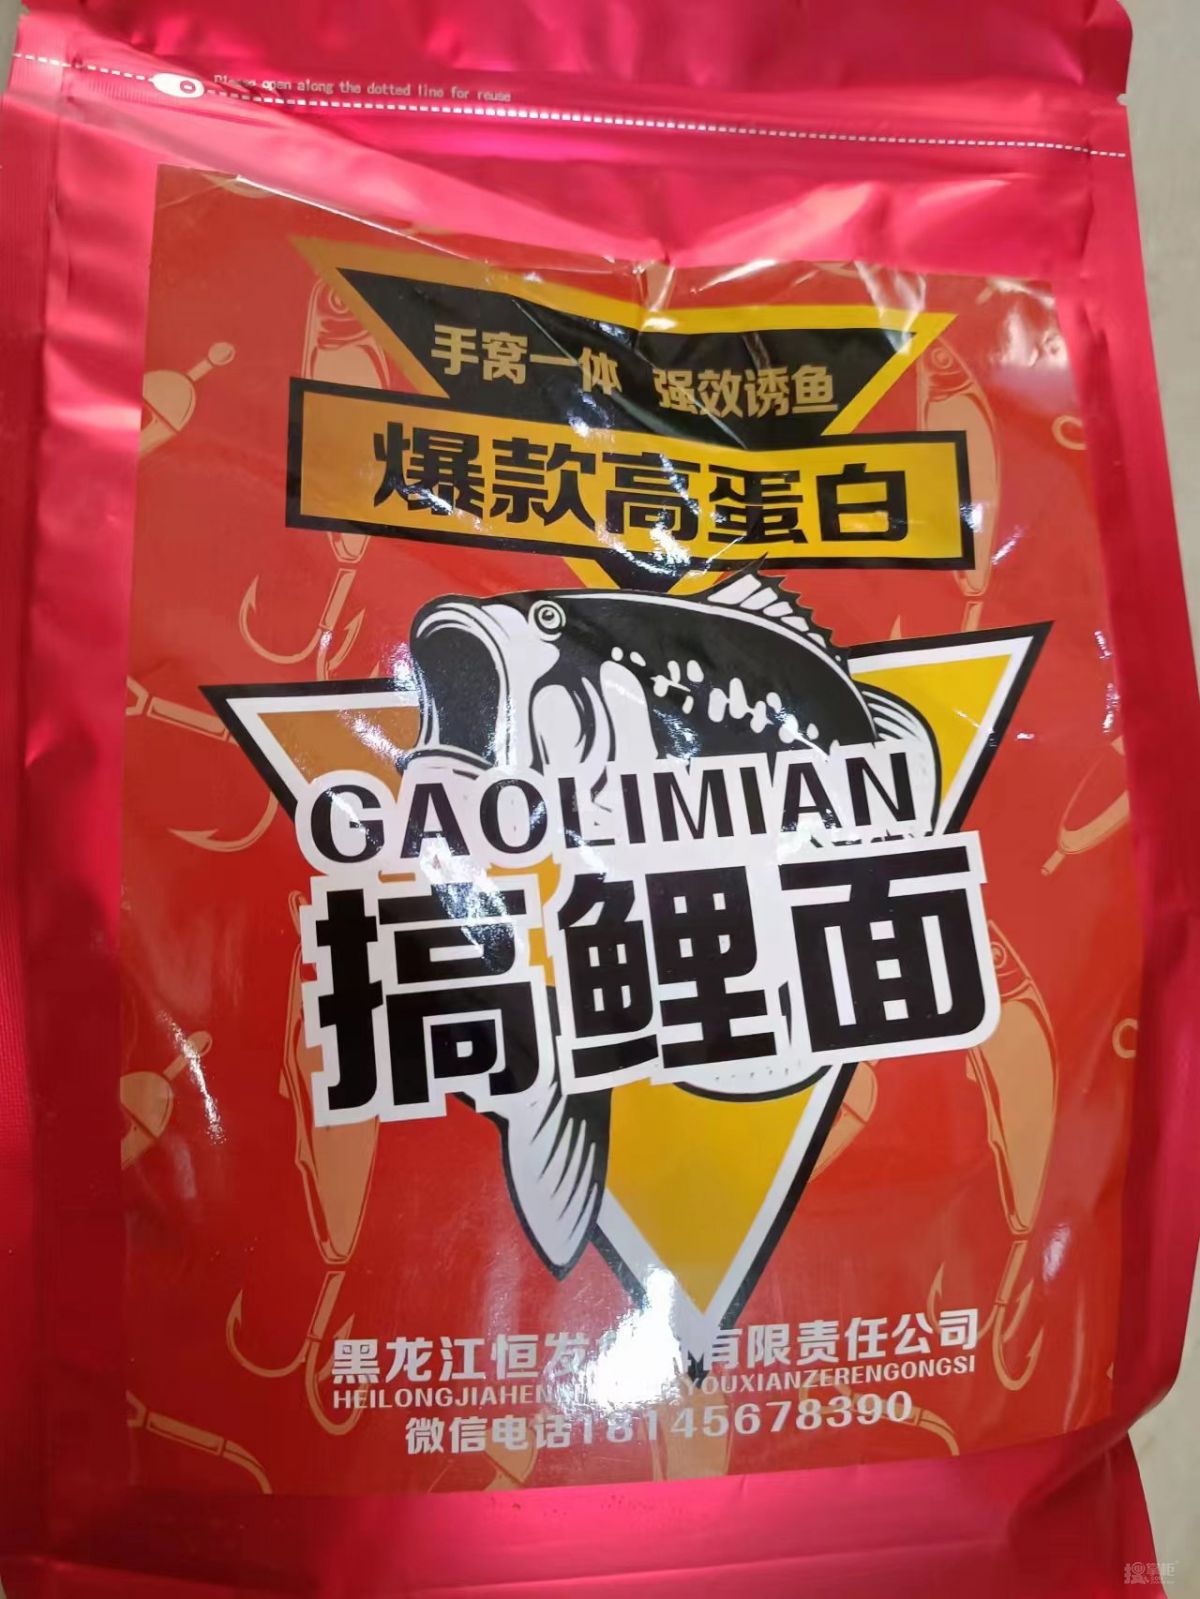 open along the dotted line for reuse
手窝一体 强效诱鱼
爆款高蛋白
GAOLIMIAN
搞鲤面
黑龙江恒发 有限责任公司
HEILONGJIAHEN YOUXIANZERENGONGSI
微信电话18145678390